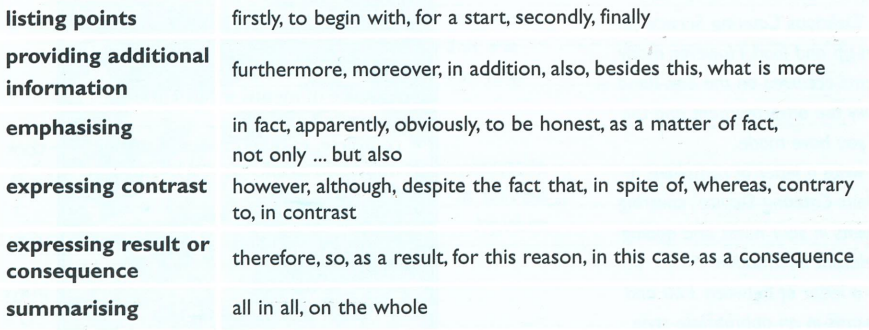 listing points firstly, to begin with, for a start, secondly, finally
providing additional
information
furthermore, moreover, in addition, also, besides this, what is more
emphasising in fact, apparently, obviously, to be honest, as a matter of fact,
not only ... but also
expressing contrast however, although, despite the fact that, in spite of, whereas, contrary
to, in contrast
expressing result or
consequence
therefore, so, as a result, for this reason, in this case, as a consequence
summarising all in all, on the whole